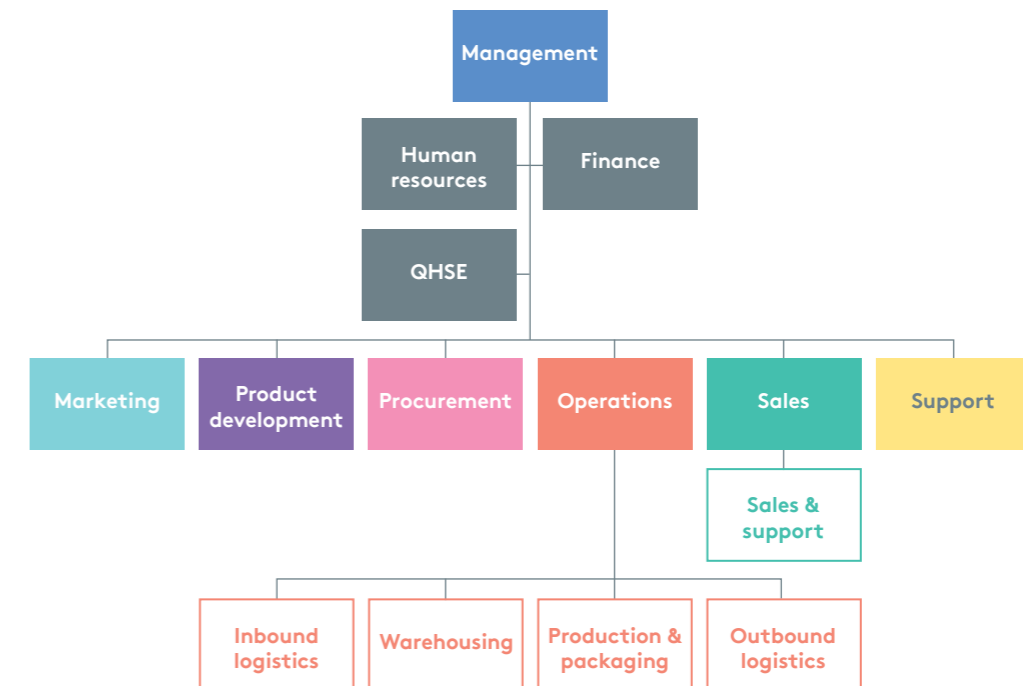 Management
Human
resources
Finance
QHSE
Marketing
Product
development
Procurement
Operations
Sales
Support
Sales &
support
Inbound
logistics
Warehousing
Production &
packaging
Outbound
logistics